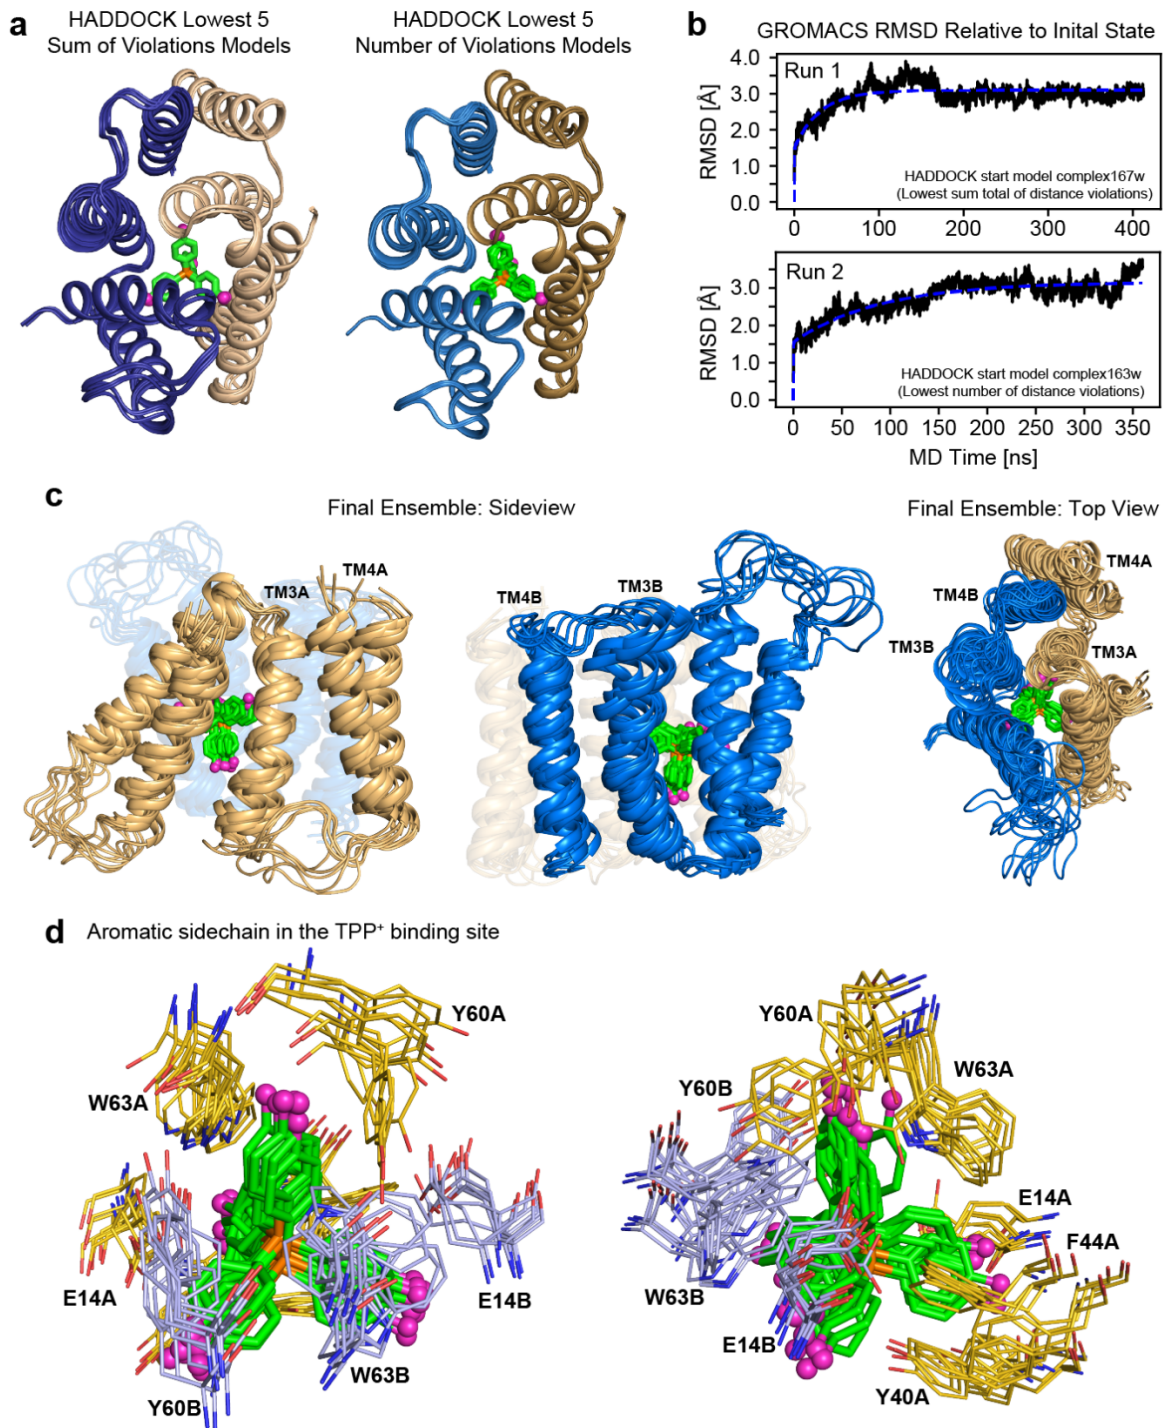 a
HADDOCK Lowest 5
Sum of Violations Models
HADDOCK Lowest 5
Number of Violations Models
b
GROMACS RMSD Relative to Inital State
RMSD [Å]
4.0
3.0
2.0
1.0
0.0
Run 1
HADDOCK start model complex167w
(Lowest sum total of distance violations)
0 100 200 300 400
RMSD [Å]
3.0
2.0
1.0
0.0
Run 2
HADDOCK start model complex163w
(Lowest number of distance violations)
0 50 100 150 200 250 300 350
MD Time [ns]
c
Final Ensemble: Sideview
Final Ensemble: Top View
TM3A
TM4A
TM4B
TM3B
TM4A
TM4B
TM3B
TM3A
d
Aromatic sidechain in the TPP⁺ binding site
Y60A
W63A
E14A
E14B
Y60B
W63B
Y60A
W63A
Y60B
E14A
F44A
W63B
E14B
Y40A